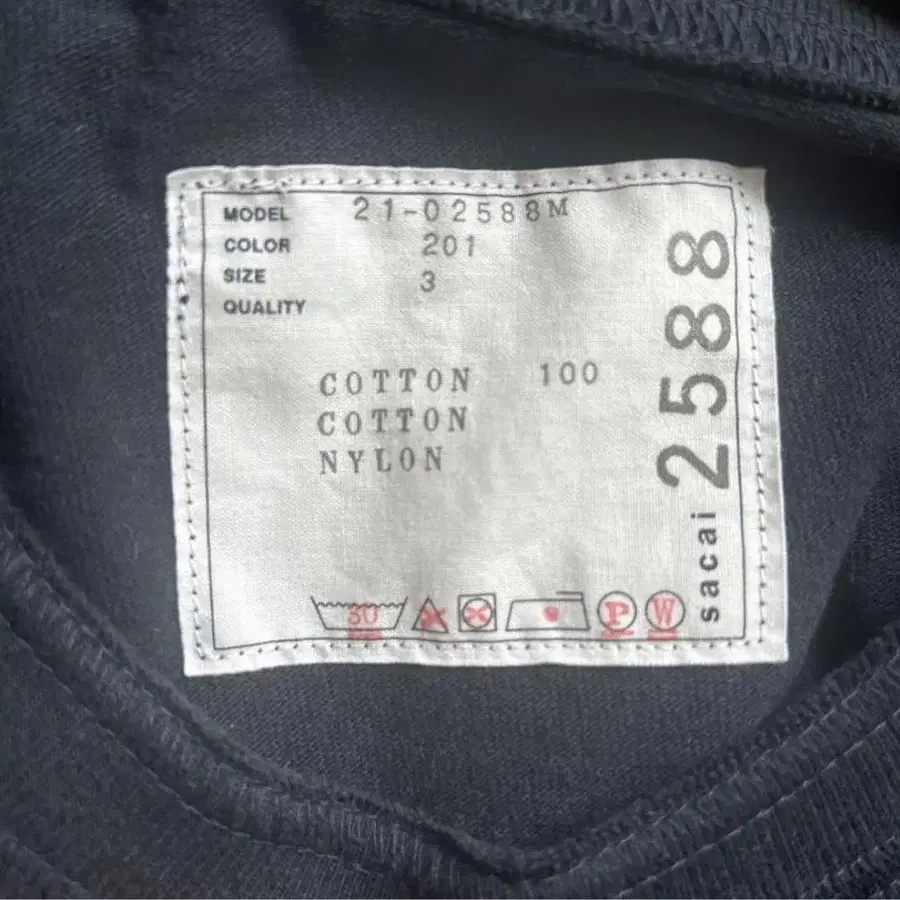 MODEL 21-02588M
COLOR 201
SIZE 3
QUALITY
COTTON 100
COTTON
NYLON
30 P W
sacai 2588